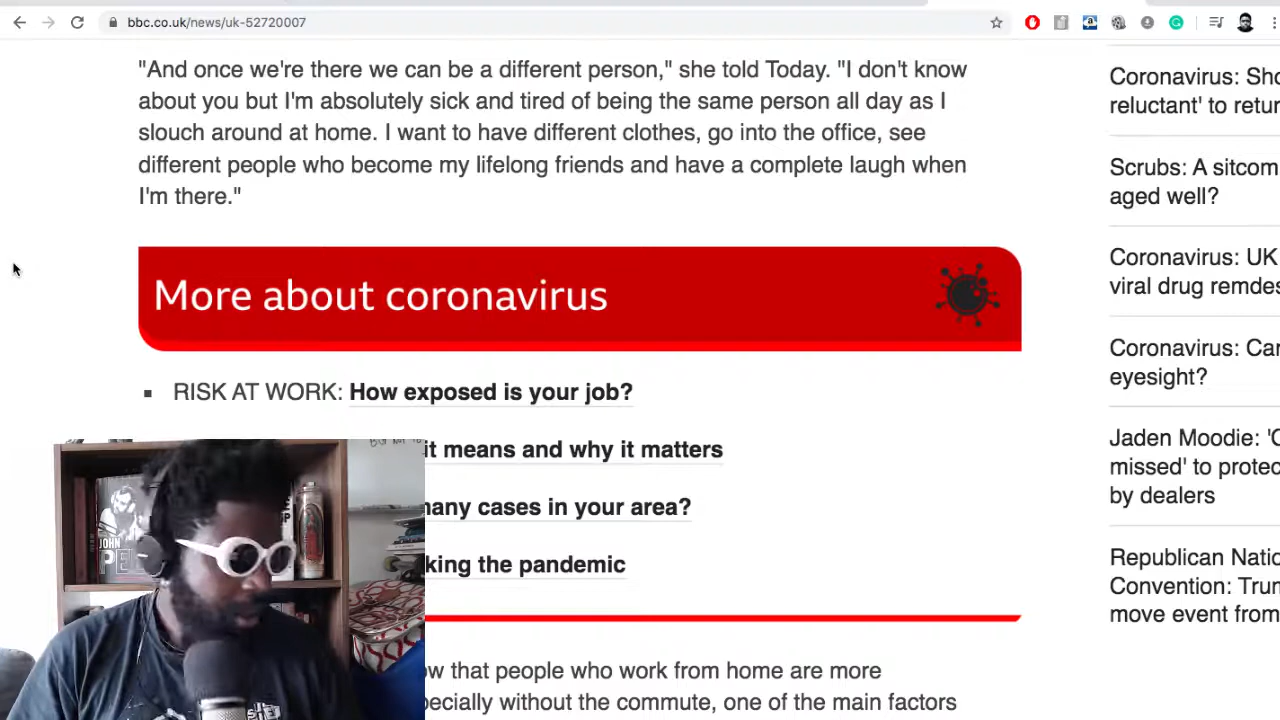 bbc.co.uk/news/uk-52720007
"And once we're there we can be a different person," she told Today. "I don't know
about you but I'm absolutely sick and tired of being the same person all day as I
slouch around at home. I want to have different clothes, go into the office, see
different people who become my lifelong friends and have a complete laugh when
I'm there."
More about coronavirus
RISK AT WORK: How exposed is your job?
it means and why it matters
many cases in your area?
king the pandemic
ow that people who work from home are more
pecially without the commute, one of the main factors
Coronavirus: Sho
reluctant' to retur
Scrubs: A sitcom
aged well?
Coronavirus: UK
viral drug remdes
Coronavirus: Can
eyesight?
Jaden Moodie: 'C
missed' to protec
by dealers
Republican Natio
Convention: Trum
move event from
JOHN
PE